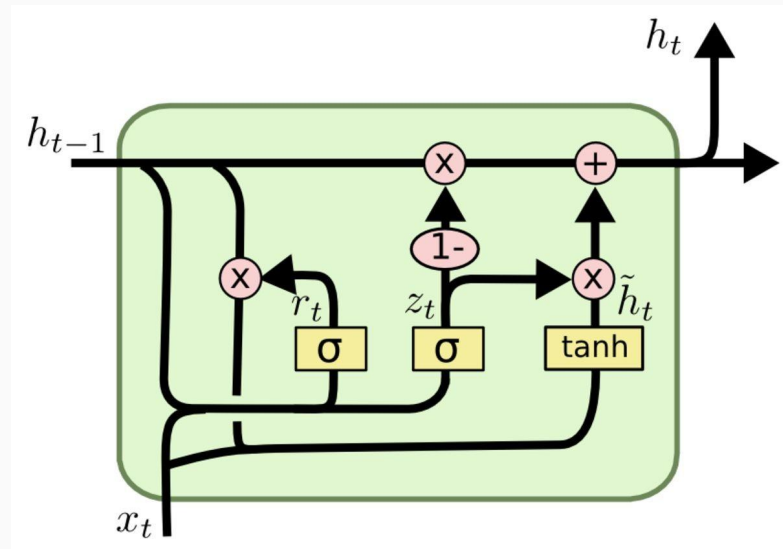 h_t
h_{t-1}
x
+
1-
x
x
r_t
z_t
h̃_t
σ
σ
tanh
x_t